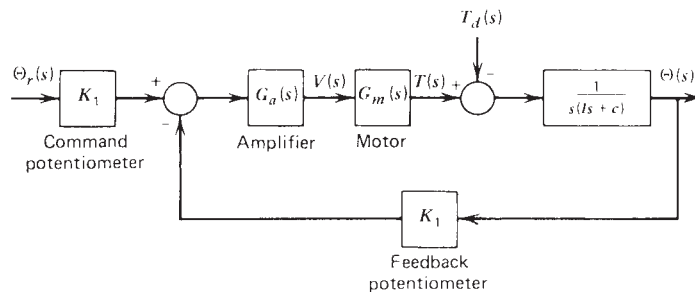 T_d(s)
Θ_r(s)
K_1
+
−
G_a(s)
V(s)
G_m(s)
T(s)
+
−
1
s(Is + c)
Θ(s)
Command
potentiometer
Amplifier
Motor
K_1
Feedback
potentiometer